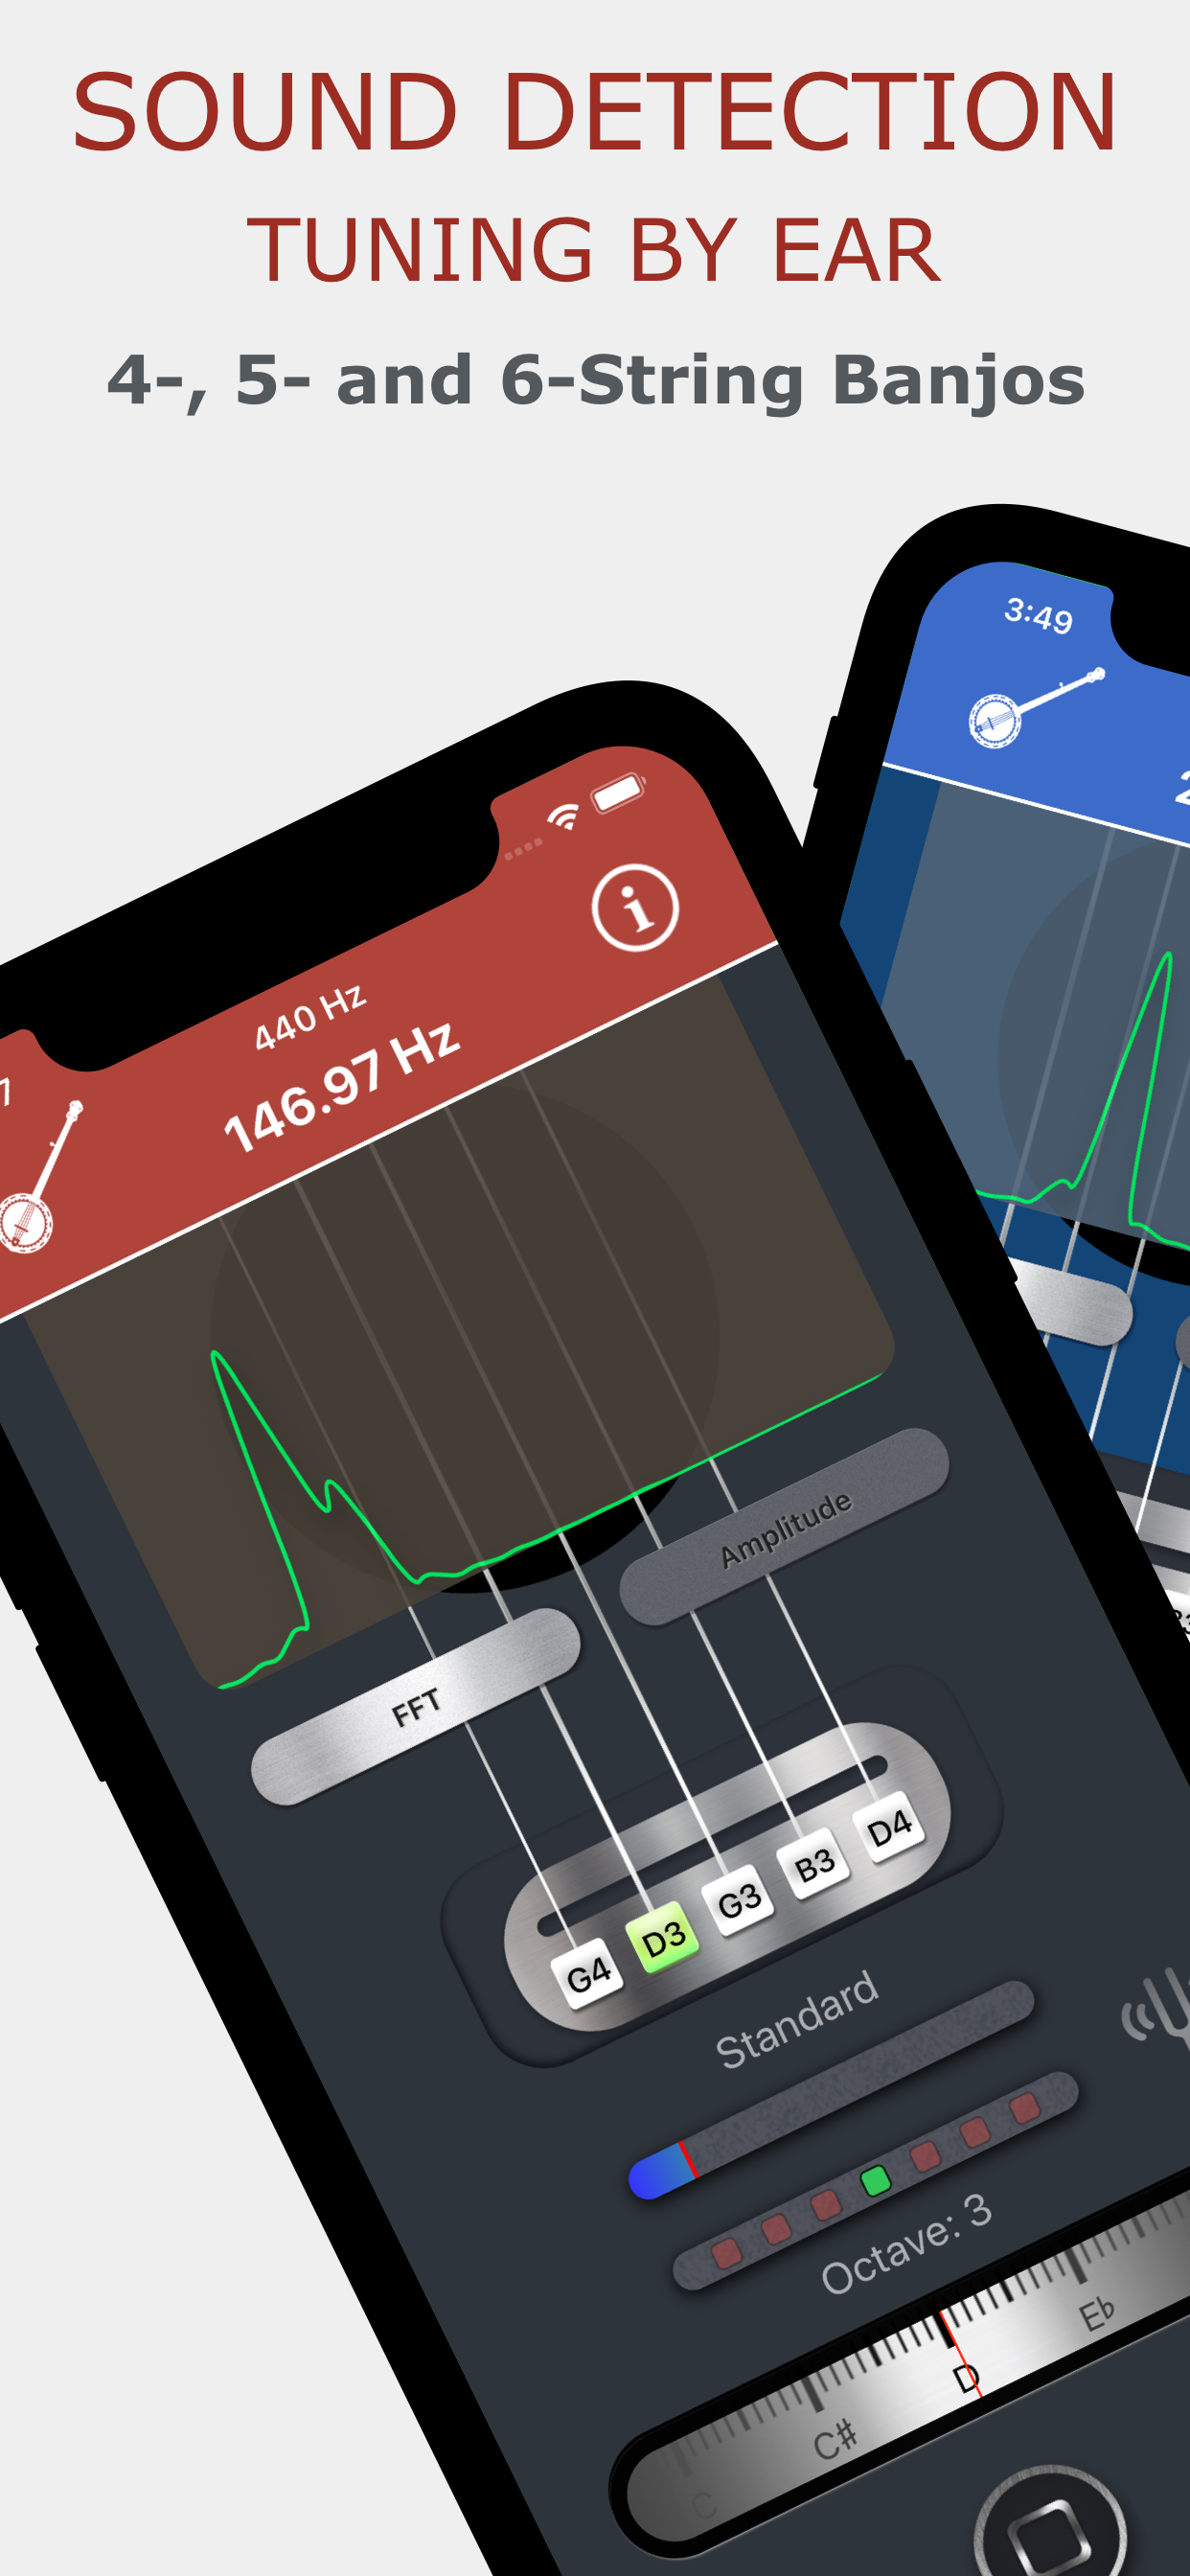 SOUND DETECTION
TUNING BY EAR
4-, 5- and 6-String Banjos
3:49
440 Hz
146.97 Hz
Amplitude
FFT
G4 D3 G3 B3 D4
Standard
Octave: 3
C C# D Eb